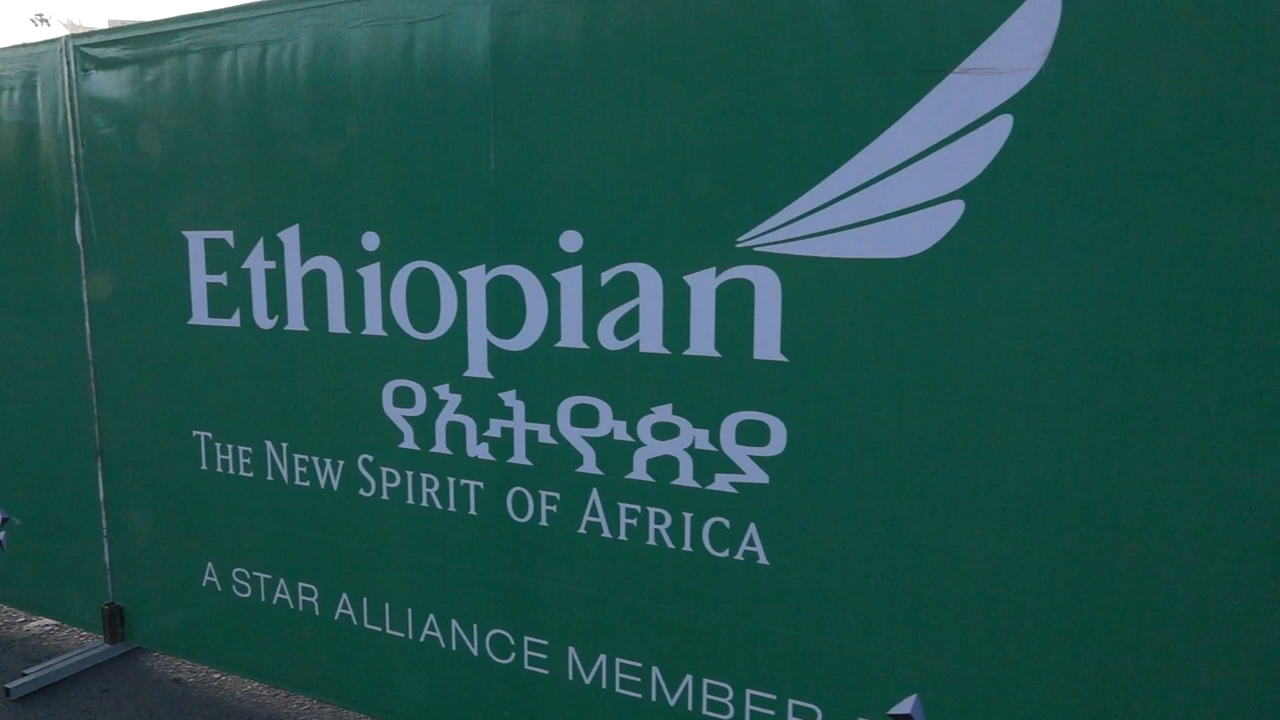 Ethiopian
የኢትዮጵያ
THE NEW SPIRIT OF AFRICA
A STAR ALLIANCE MEMBER